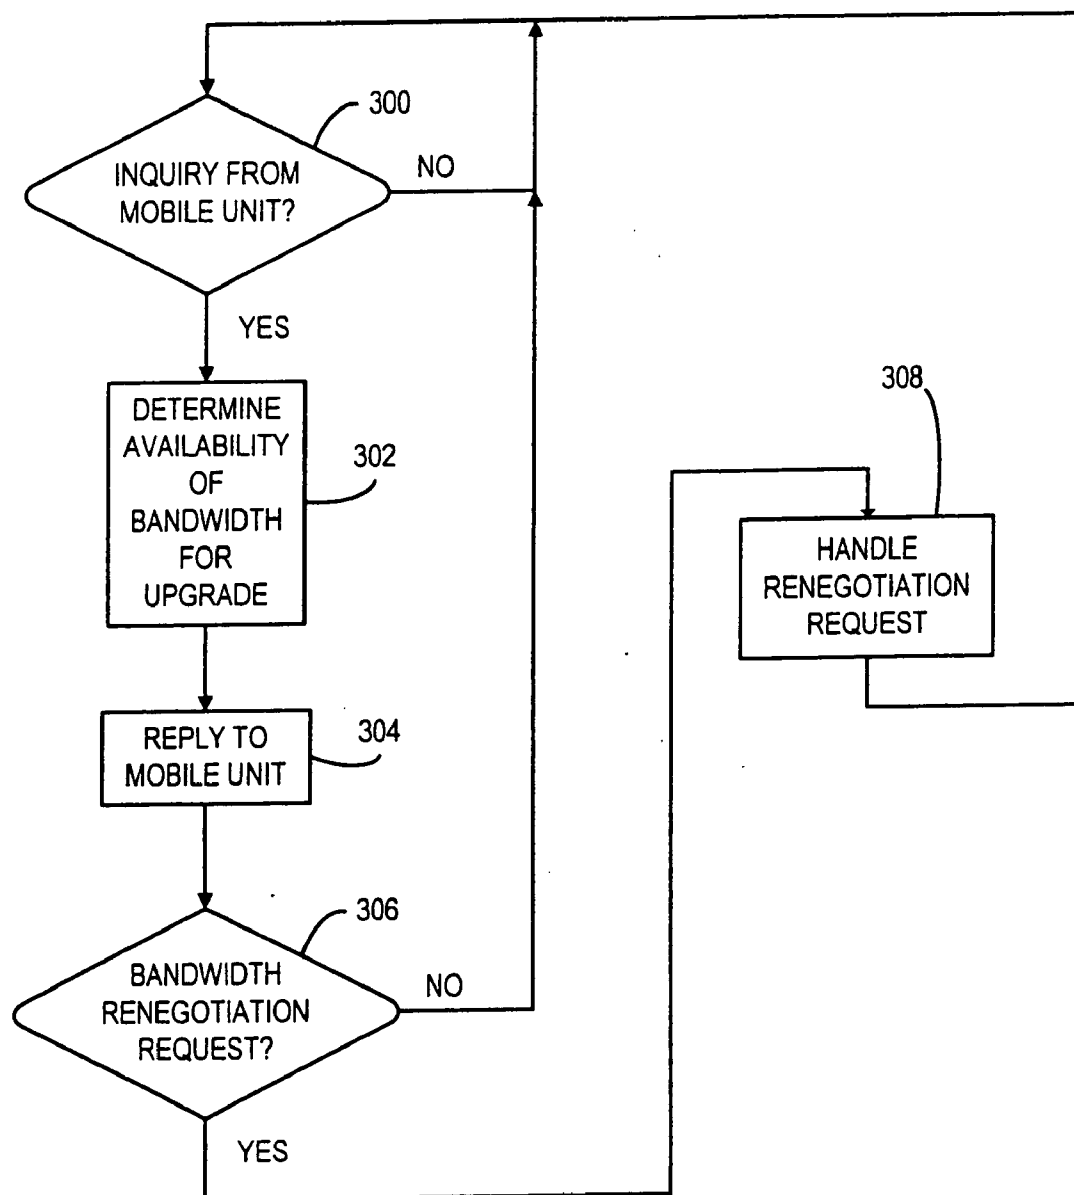 300
INQUIRY FROM
MOBILE UNIT?
NO
YES
DETERMINE
AVAILABILITY
OF
BANDWIDTH
FOR
UPGRADE
302
308
HANDLE
RENEGOTIATION
REQUEST
REPLY TO
MOBILE UNIT
304
306
BANDWIDTH
RENEGOTIATION
REQUEST?
NO
YES